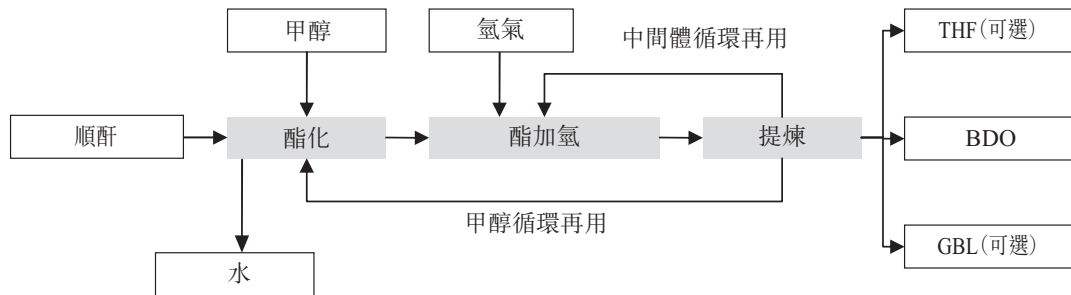 甲醇
氫氣
中間體循環再用
THF(可選)
順酐
酯化
酯加氫
提煉
BDO
甲醇循環再用
水
GBL(可選)